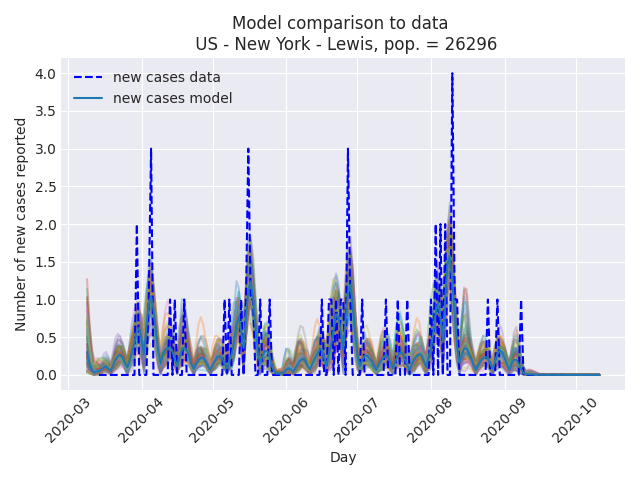 Model comparison to data
US - New York - Lewis, pop. = 26296
new cases data
new cases model
Number of new cases reported
4.0
3.5
3.0
2.5
2.0
1.5
1.0
0.5
0.0
2020-03
2020-04
2020-05
2020-06
2020-07
2020-08
2020-09
2020-10
Day